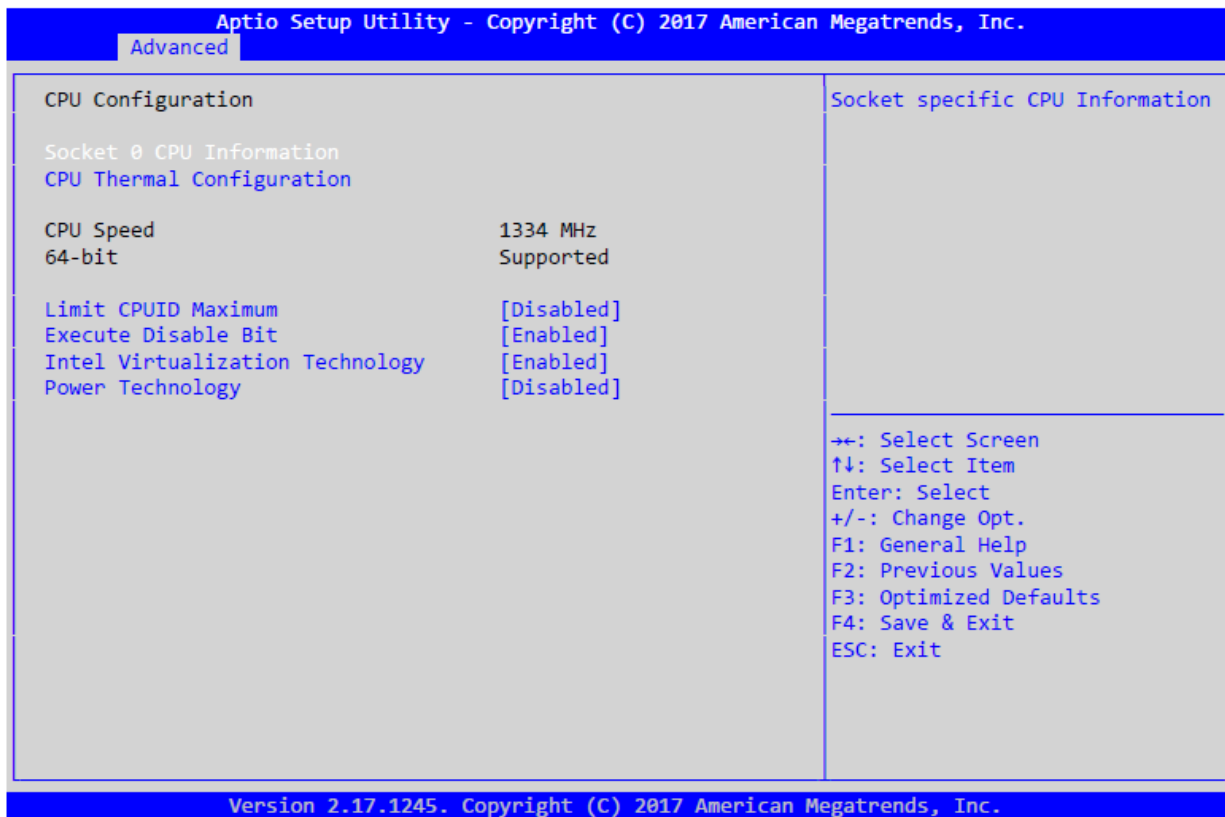 Aptio Setup Utility - Copyright (C) 2017 American Megatrends, Inc.
Advanced
CPU Configuration
Socket 0 CPU Information
CPU Thermal Configuration
CPU Speed 1334 MHz
64-bit Supported
Limit CPUID Maximum [Disabled]
Execute Disable Bit [Enabled]
Intel Virtualization Technology [Enabled]
Power Technology [Disabled]
Socket specific CPU Information
→←: Select Screen
↑↓: Select Item
Enter: Select
+/-: Change Opt.
F1: General Help
F2: Previous Values
F3: Optimized Defaults
F4: Save & Exit
ESC: Exit
Version 2.17.1245. Copyright (C) 2017 American Megatrends, Inc.